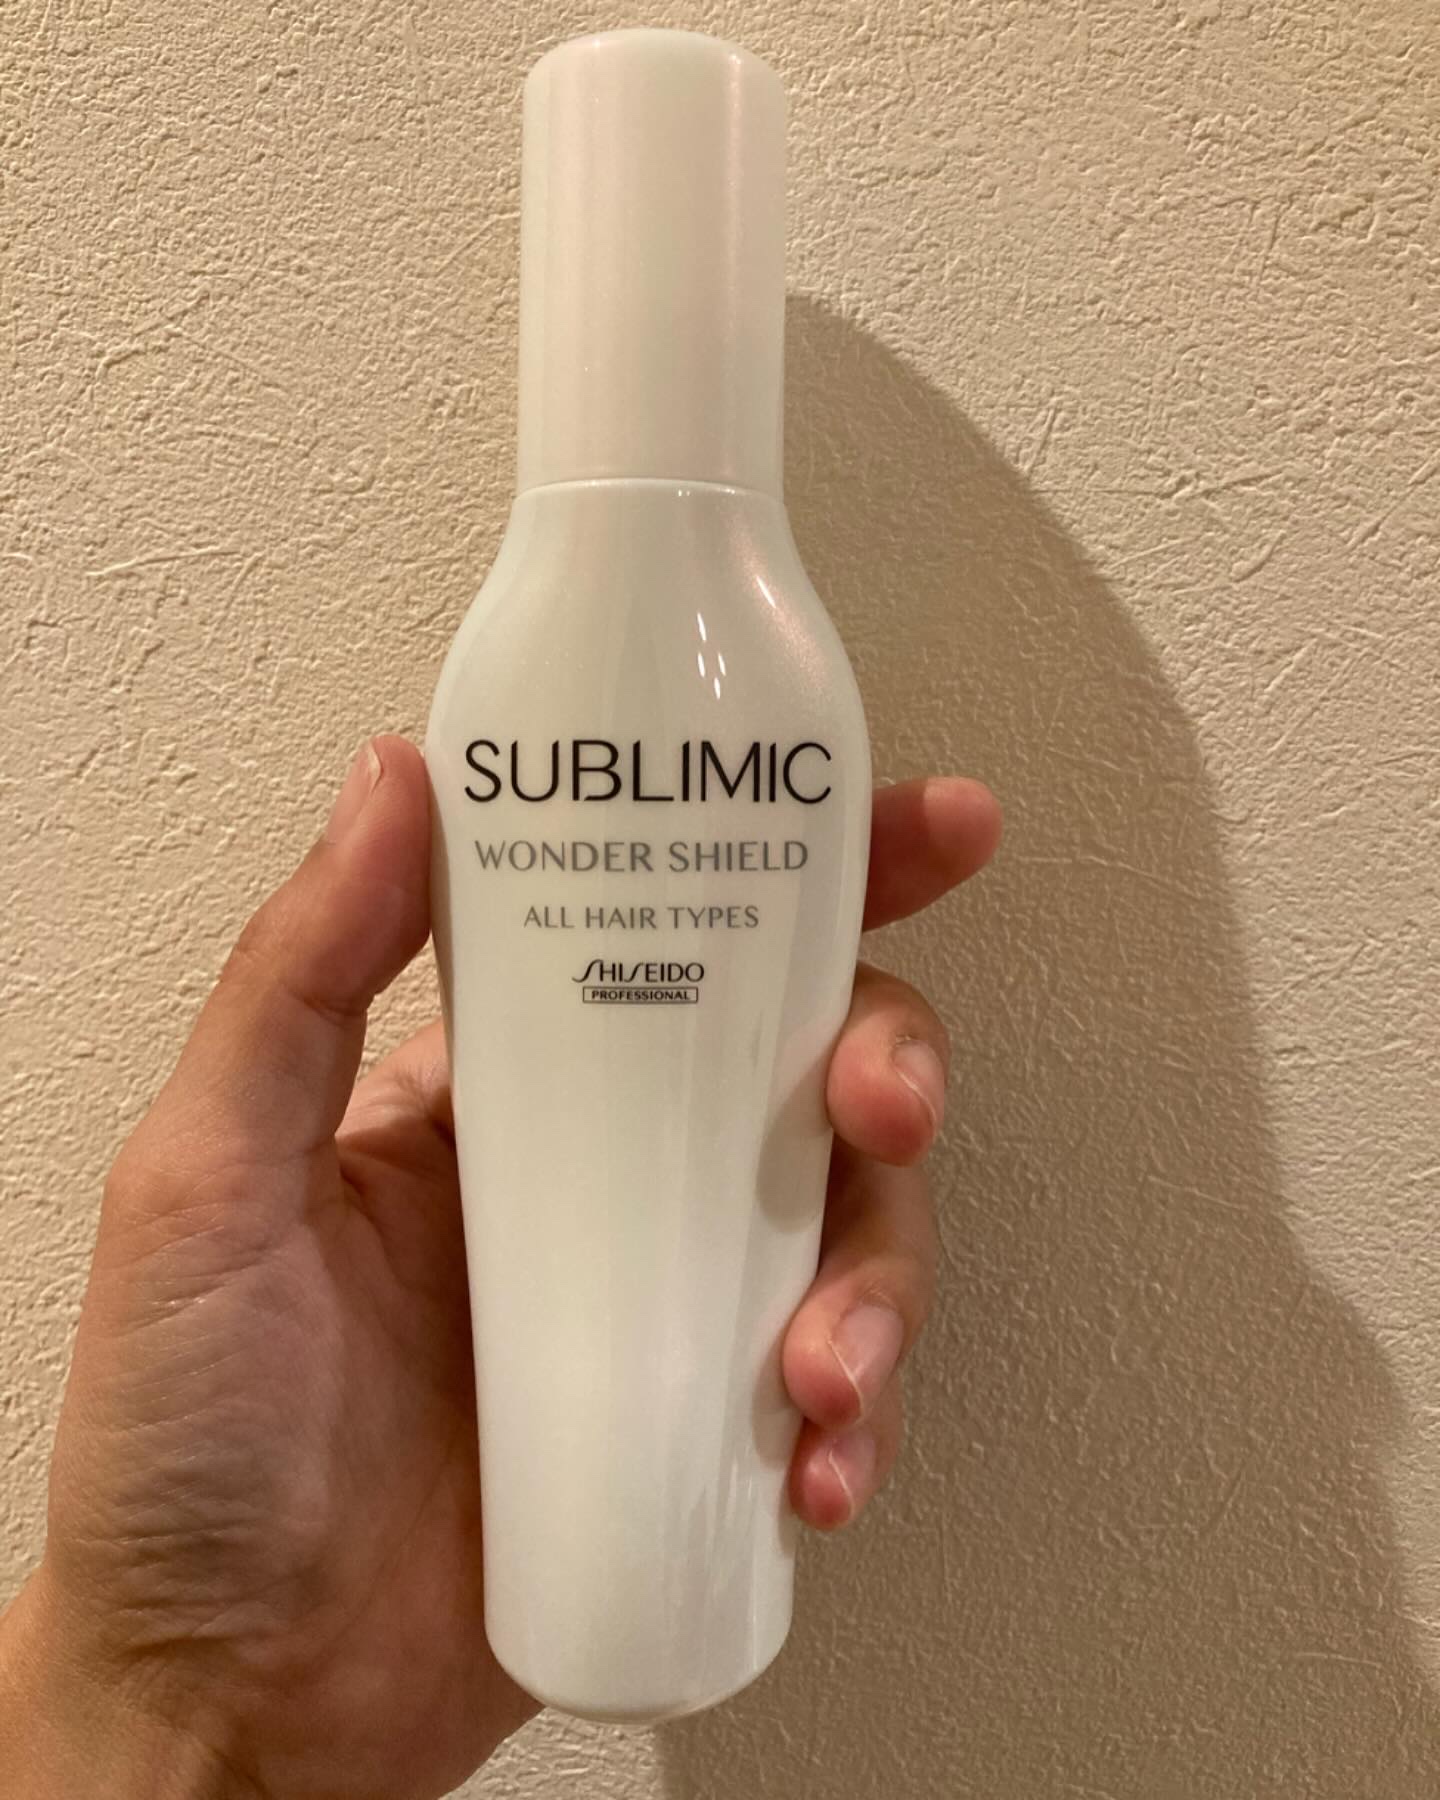 SUBLIMIC
WONDER SHIELD
ALL HAIR TYPES
SHISEIDO
PROFESSIONAL